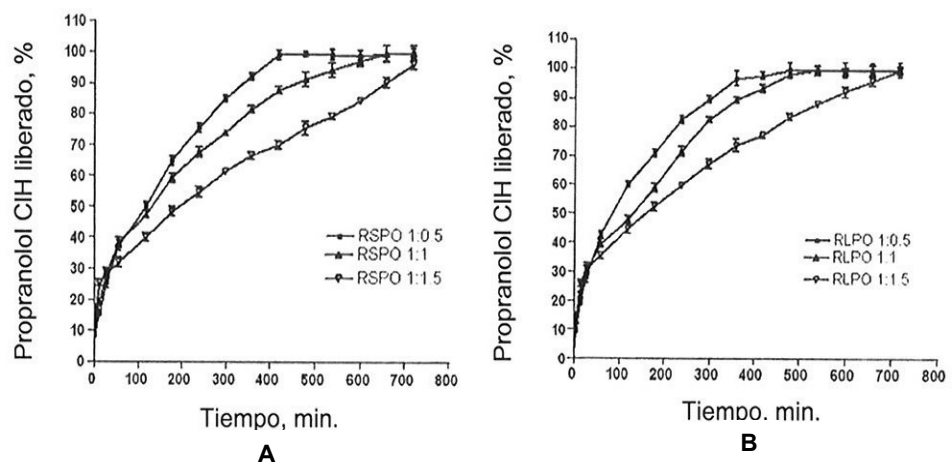 110
100
90
80
70
60
50
40
30
20
10
0
Propranolol ClH liberado, %
RSPO 1:0 5
RSPO 1:1
RSPO 1:1.5
0 100 200 300 400 500 600 700 800
Tiempo, min.
A
110
100
90
80
70
60
50
40
30
20
10
0
Propranolol ClH liberado, %
RLPO 1:0.5
RLPO 1:1
RLPO 1:1.5
0 100 200 300 400 500 600 700 800
Tiempo, min.
B